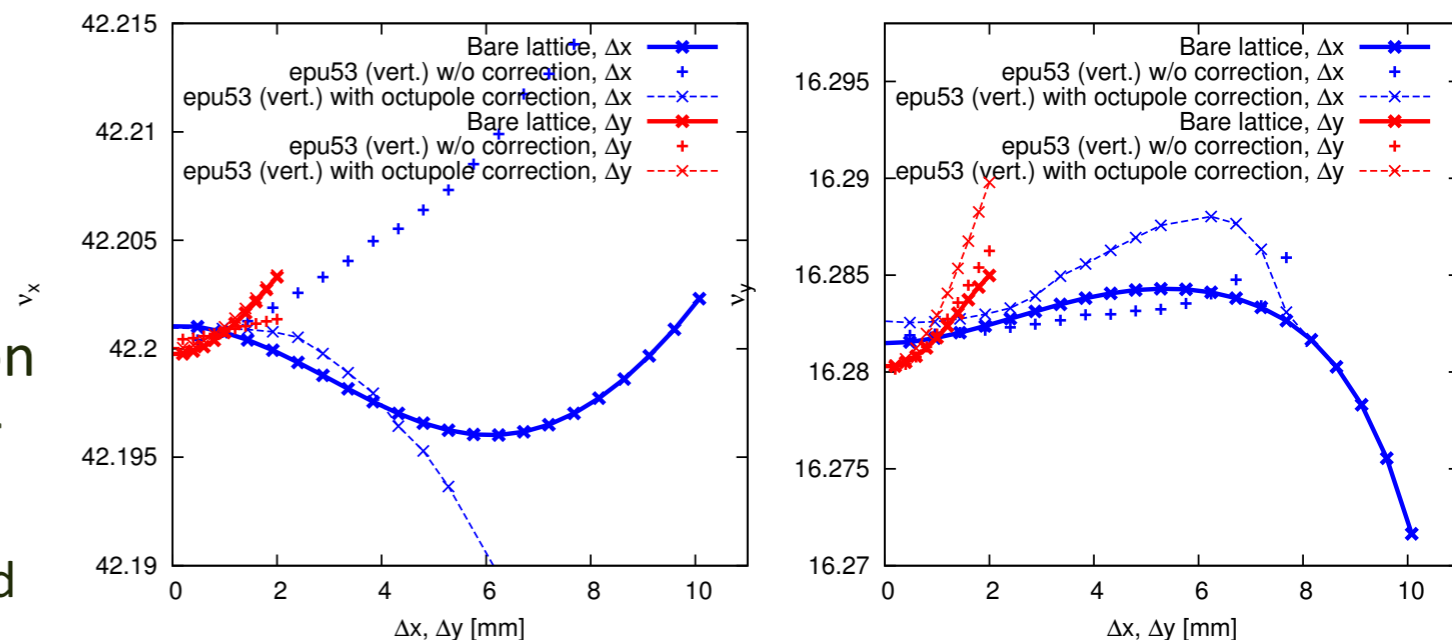 42.215
42.21
42.205
42.2
42.195
42.19
νx
0 2 4 6 8 10
Δx, Δy [mm]
Bare lattice, Δx
epu53 (vert.) w/o correction, Δx
epu53 (vert.) with octupole correction, Δx
Bare lattice, Δy
epu53 (vert.) w/o correction, Δy
epu53 (vert.) with octupole correction, Δy
16.295
16.29
16.285
16.28
16.275
16.27
νy
0 2 4 6 8 10
Δx, Δy [mm]
Bare lattice, Δx
epu53 (vert.) w/o correction, Δx
epu53 (vert.) with octupole correction, Δx
Bare lattice, Δy
epu53 (vert.) w/o correction, Δy
epu53 (vert.) with octupole correction, Δy
on
d